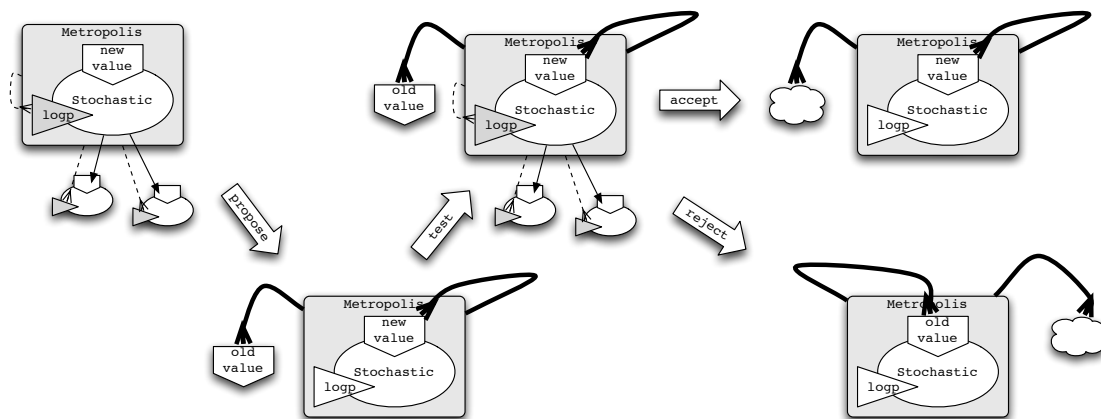 Metropolis
new
value
Stochastic
logp
propose
old
value
Metropolis
new
value
Stochastic
logp
test
old
value
Metropolis
new
value
Stochastic
logp
accept
Metropolis
new
value
Stochastic
logp
reject
Metropolis
old
value
Stochastic
logp